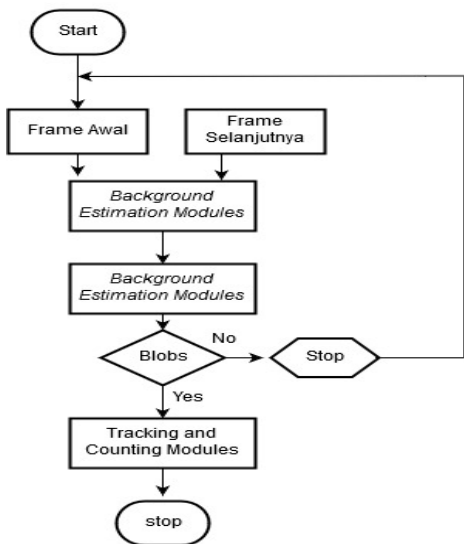 Start
Frame Awal
Frame
Selanjutnya
Background
Estimation Modules
Background
Estimation Modules
Blobs
No
Stop
Yes
Tracking and
Counting Modules
stop